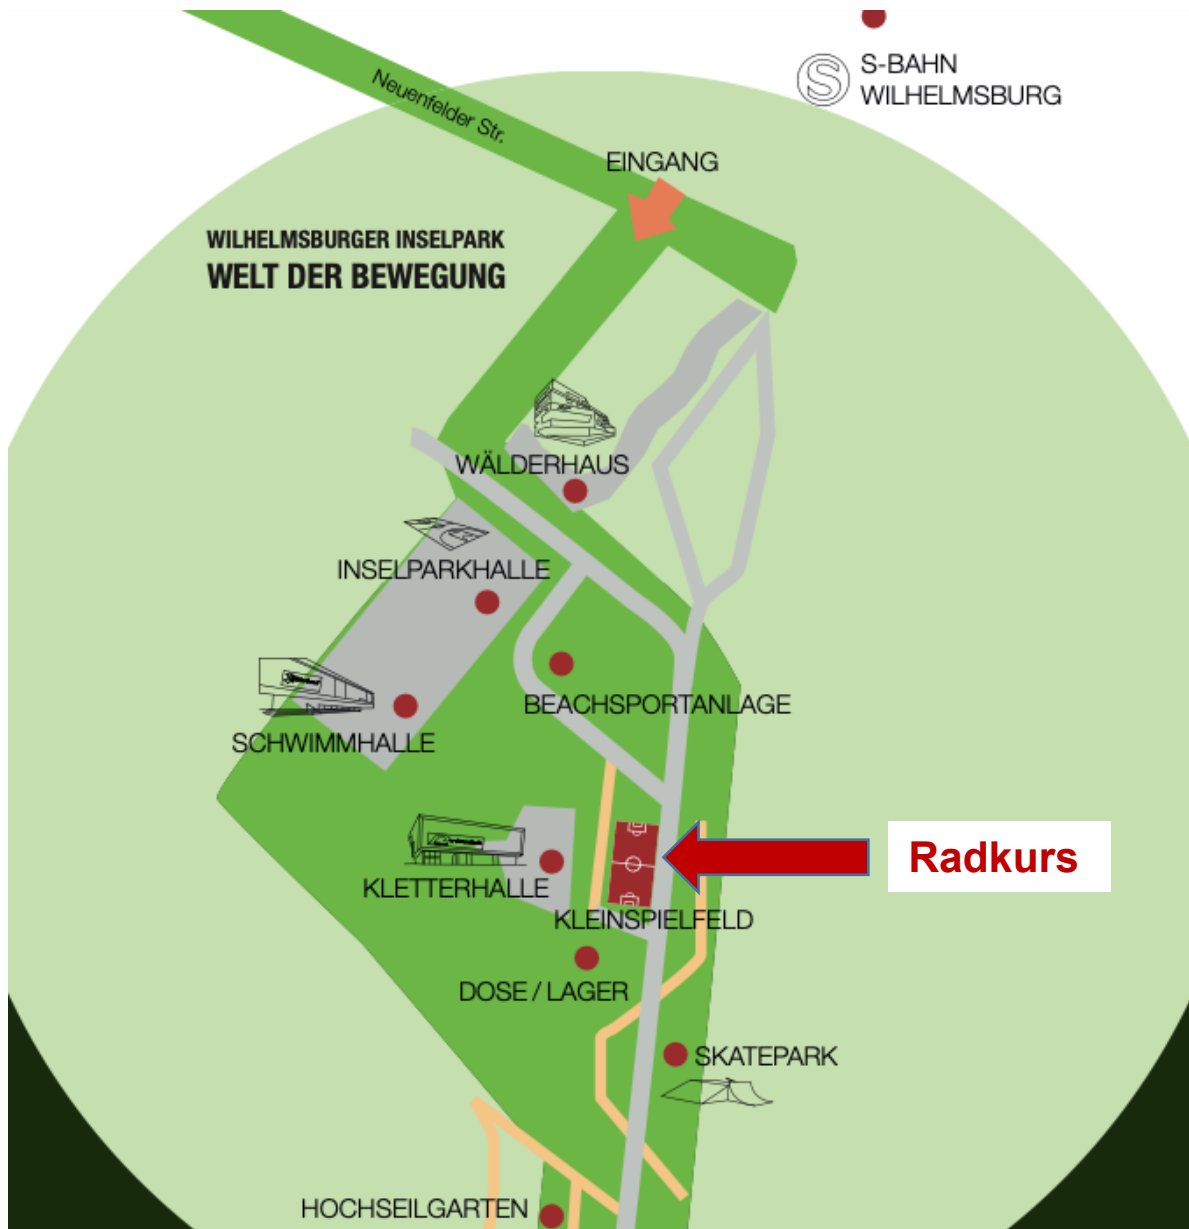 S-BAHN
WILHELMSBURG
Neuenfelder Str.
EINGANG
WILHELMSBURGER INSELPARK
WELT DER BEWEGUNG
WÄLDERHAUS
INSELPARKHALLE
BEACHSPORTANLAGE
SCHWIMMHALLE
Radkurs
KLETTERHALLE
KLEINSPIELFELD
DOSE / LAGER
SKATEPARK
HOCHSEILGARTEN